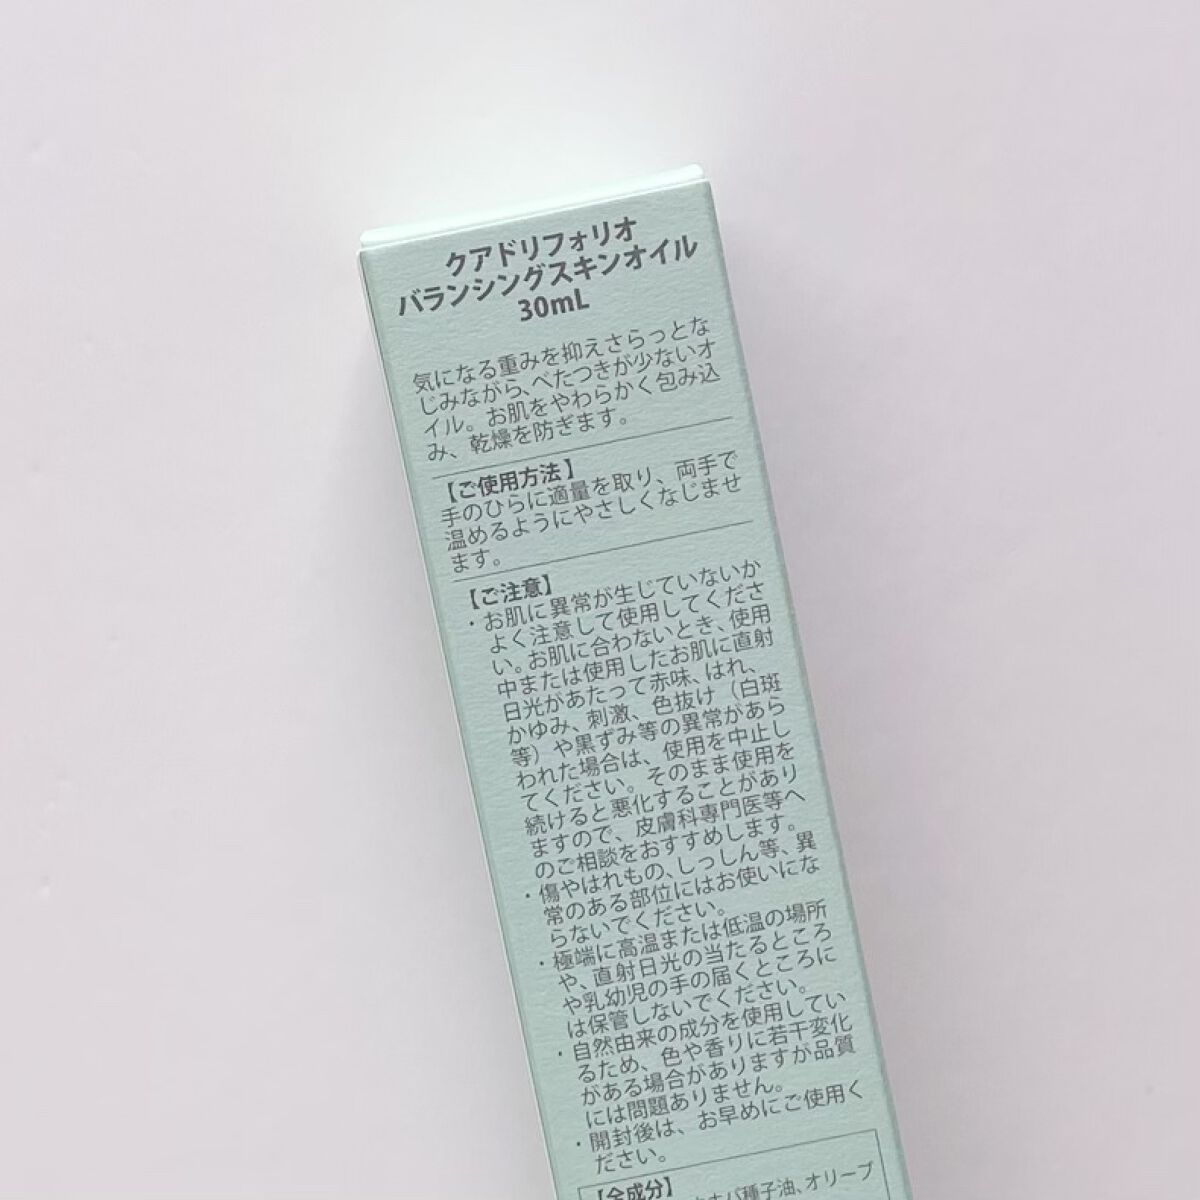 クアドリフォリオ
バランシングスキンオイル
30mL
気になる重みを抑えさらっとな
じみながら、べたつきが少ないオ
イル。お肌をやわらかく包み込
み、乾燥を防ぎます。
【ご使用方法】
手のひらに適量を取り、両手で
温めるようにやさしくなじませ
ます。
【ご注意】
・お肌に異常が生じていないか
よく注意して使用してくださ
い。お肌に合わないとき、使用
中または使用したお肌に直射
日光があたって赤味、はれ、
かゆみ、刺激、色抜け（白斑
等）や黒ずみ等の異常があら
われた場合は、使用を中止し
てください。そのまま使用を
続けると悪化することがあり
ますので、皮膚科専門医等へ
のご相談をおすすめします。
・傷やはれもの、しっしん等、異
常のある部位にはお使いにな
らないでください。
・極端に高温または低温の場所
や、直射日光の当たるところ
や乳幼児の手の届くところに
は保管しないでください。
・自然由来の成分を使用してい
るため、色や香りに若干変化
がある場合がありますが品質
には問題ありません。
・開封後は、お早めにご使用く
ださい。
【全成分】
種子油、オリーブ